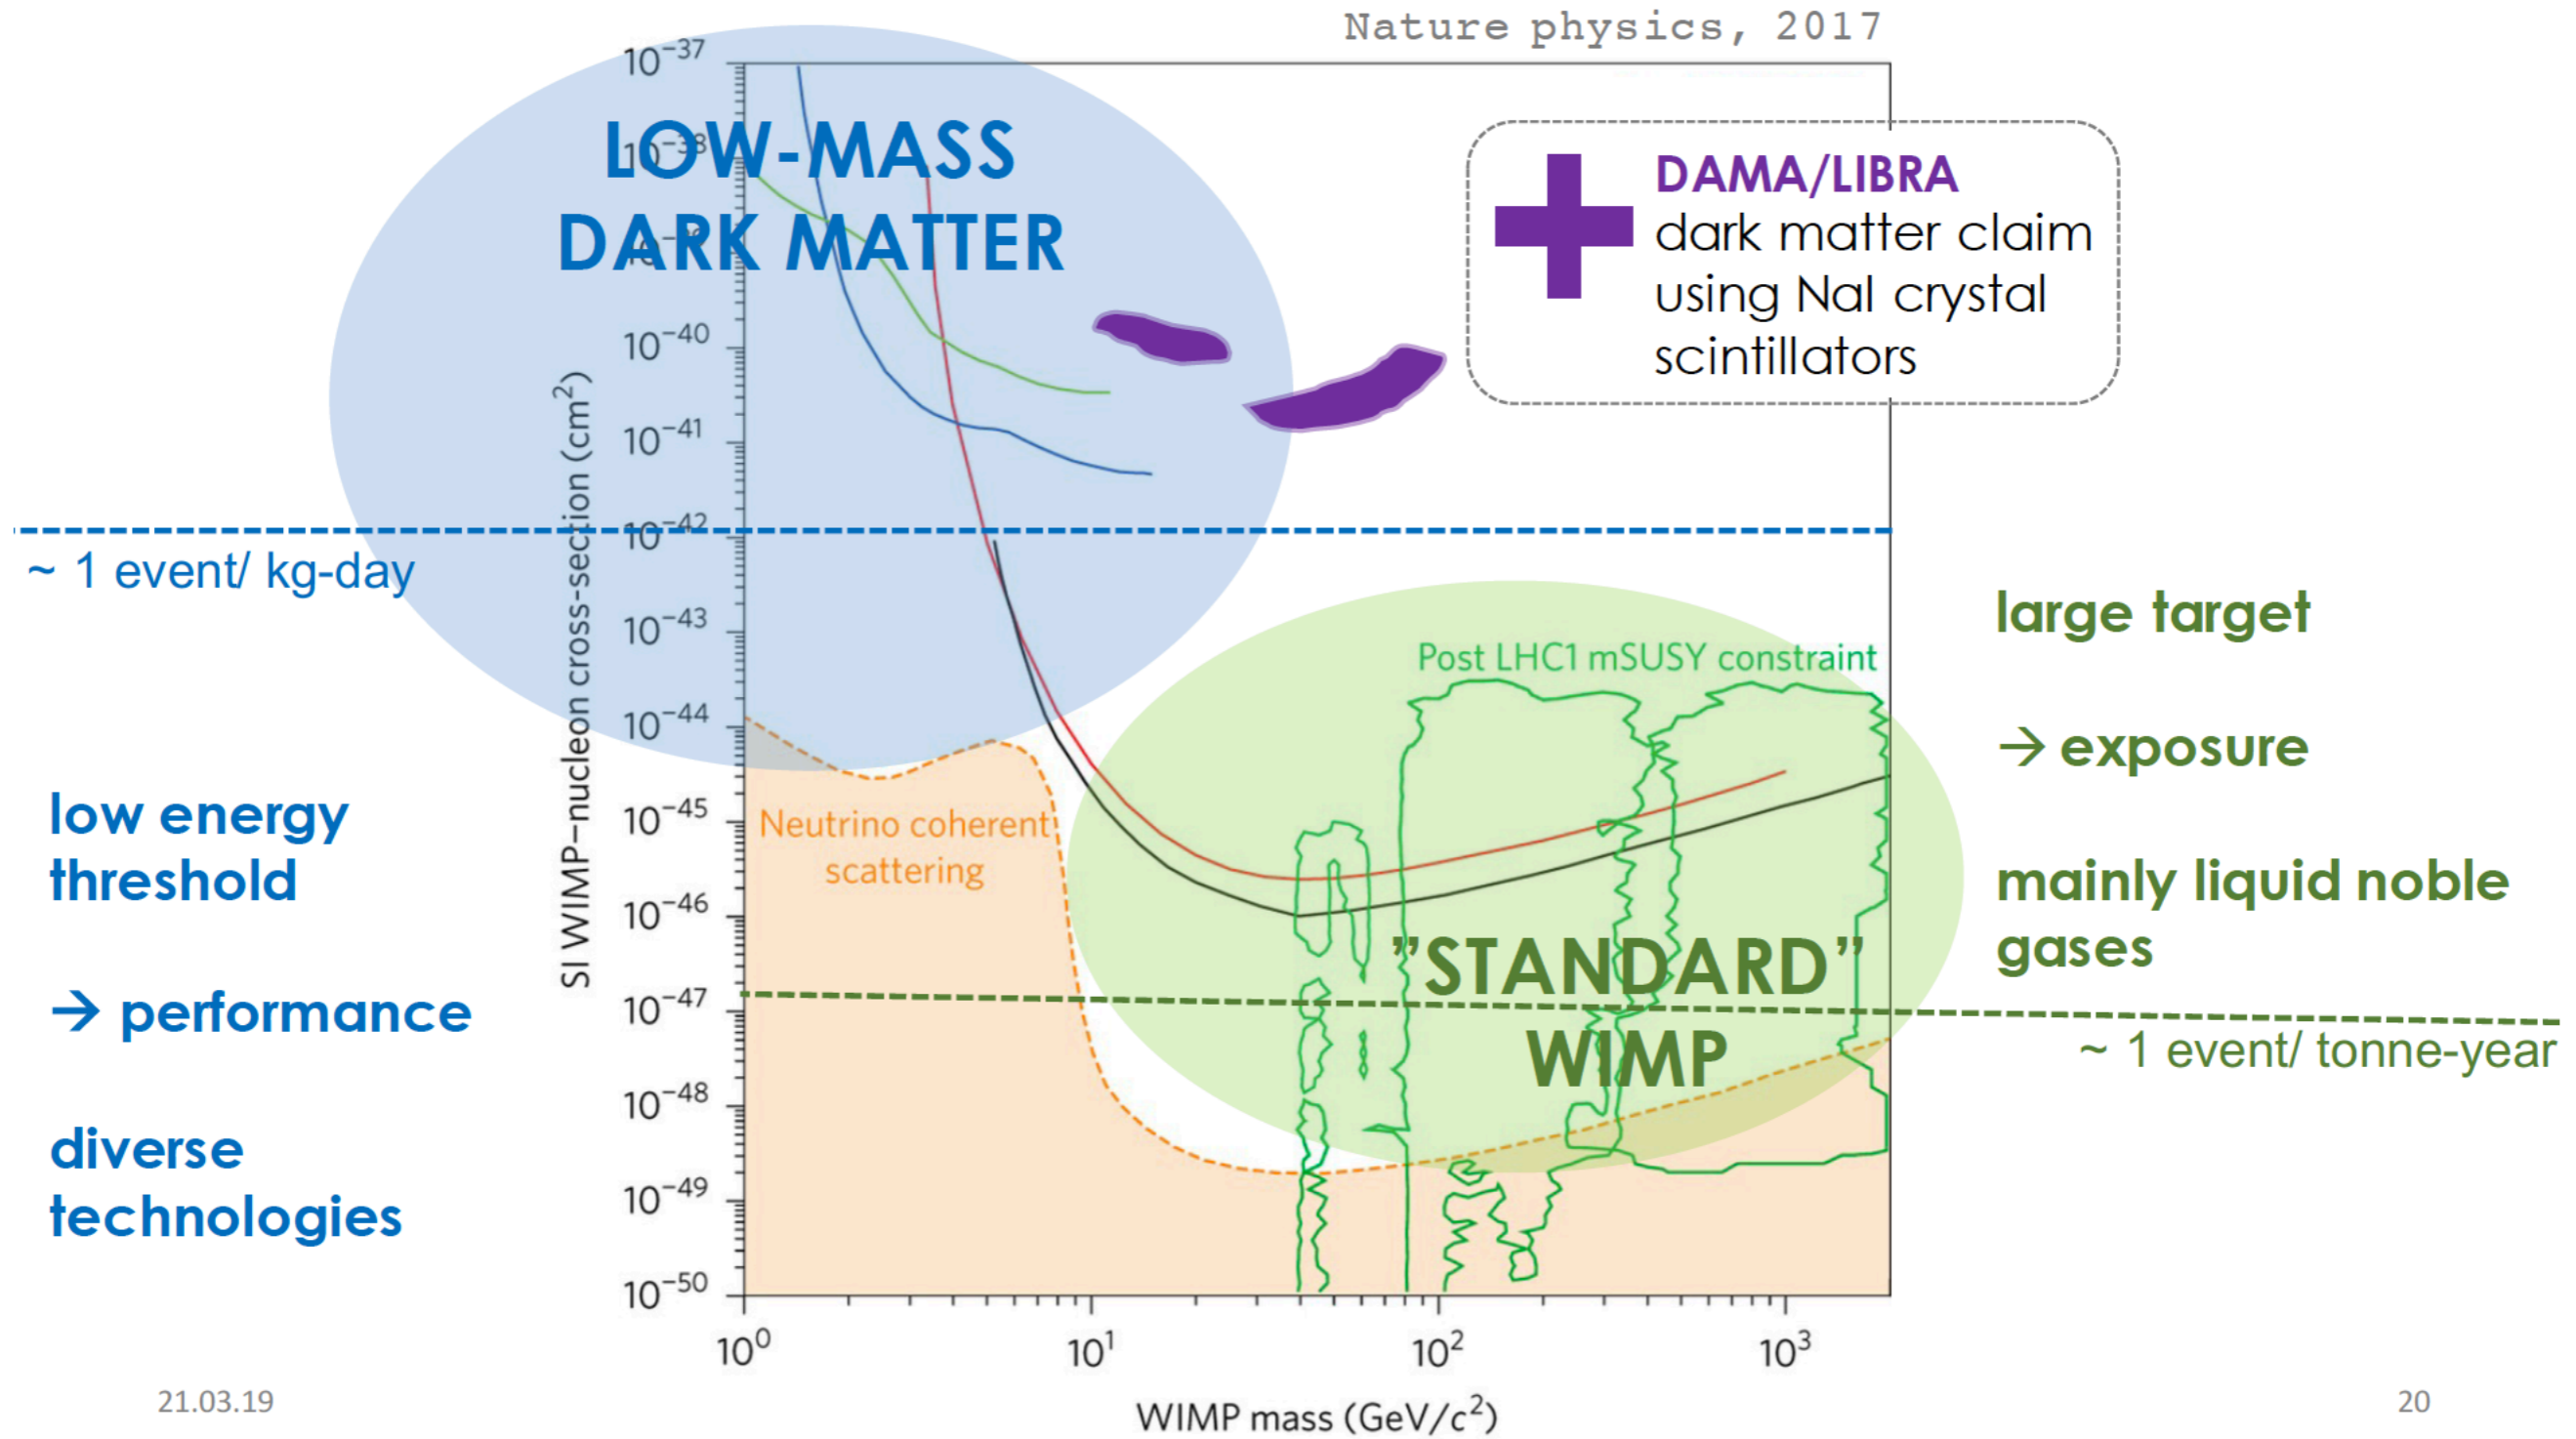 Nature physics, 2017
10⁻³⁷
10⁻³⁸
LOW-MASS
DARK MATTER
DAMA/LIBRA
dark matter claim
using NaI crystal
scintillators
10⁻⁴⁰
10⁻⁴¹
10⁻⁴²
~ 1 event/ kg-day
10⁻⁴³
10⁻⁴⁴
10⁻⁴⁵
10⁻⁴⁶
10⁻⁴⁷
10⁻⁴⁸
10⁻⁴⁹
10⁻⁵⁰
SI WIMP–nucleon cross-section (cm²)
low energy
threshold
→ performance
diverse
technologies
Neutrino coherent
scattering
Post LHC1 mSUSY constraint
”STANDARD”
WIMP
large target
→ exposure
mainly liquid noble
gases
~ 1 event/ tonne-year
10⁰
10¹
10²
10³
WIMP mass (GeV/c²)
21.03.19
20